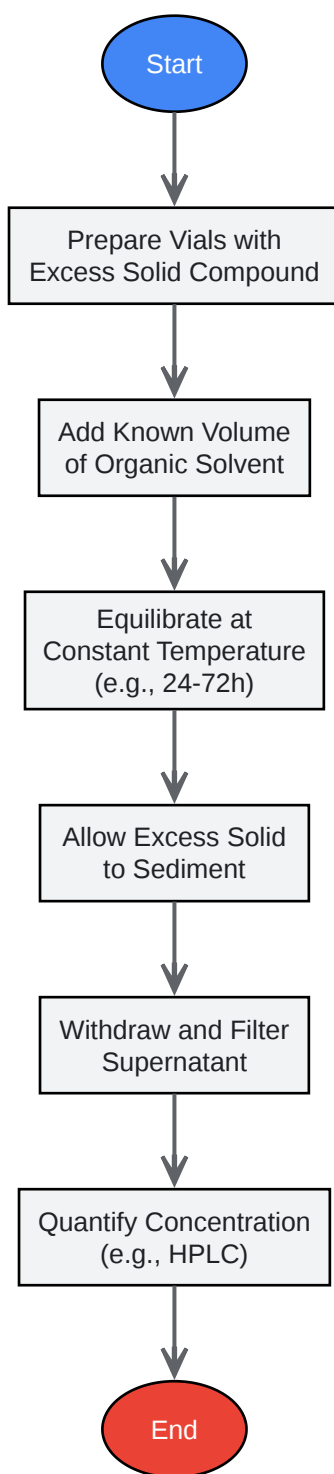 Start
Prepare Vials with
Excess Solid Compound
Add Known Volume
of Organic Solvent
Equilibrate at
Constant Temperature
(e.g., 24-72h)
Allow Excess Solid
to Sediment
Withdraw and Filter
Supernatant
Quantify Concentration
(e.g., HPLC)
End